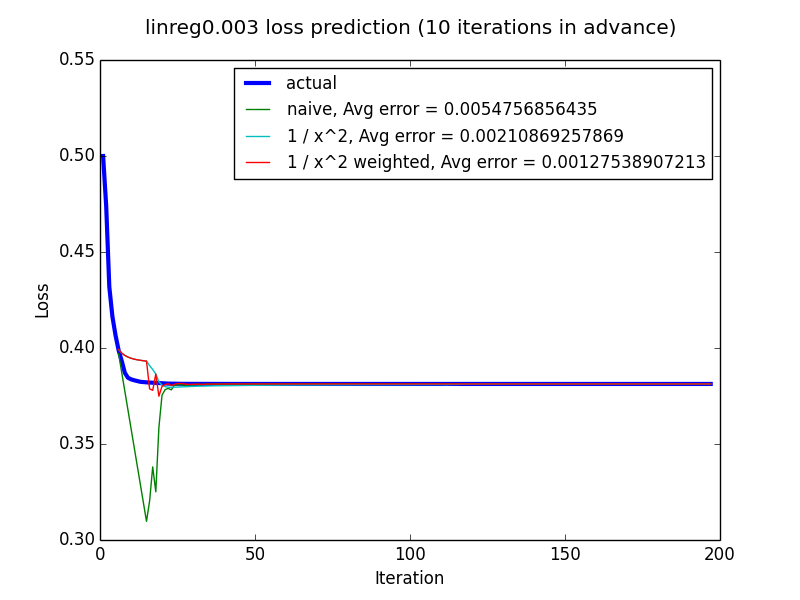 linreg0.003 loss prediction (10 iterations in advance)
actual
naive, Avg error = 0.0054756856435
1 / x^2, Avg error = 0.00210869257869
1 / x^2 weighted, Avg error = 0.00127538907213
0.55
0.50
0.45
0.40
0.35
0.30
Loss
0
50
100
150
200
Iteration